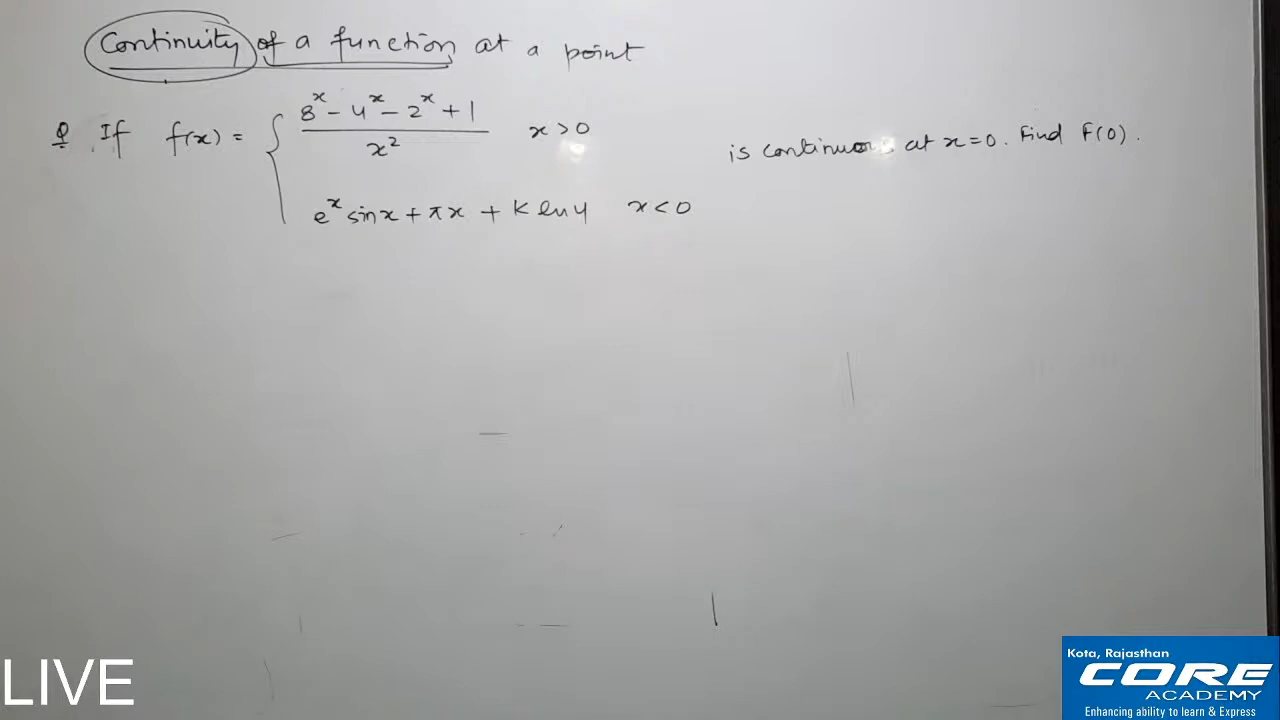 Continuity of a function at a point
Q If f(x) = { 8^x - 4^x - 2^x + 1 / x^2 x > 0
e^x sin x + πx + K ln 4 x < 0
is continuous at x = 0. Find f(0).
LIVE
Kota, Rajasthan
CORE
ACADEMY
Enhancing ability to learn & Express